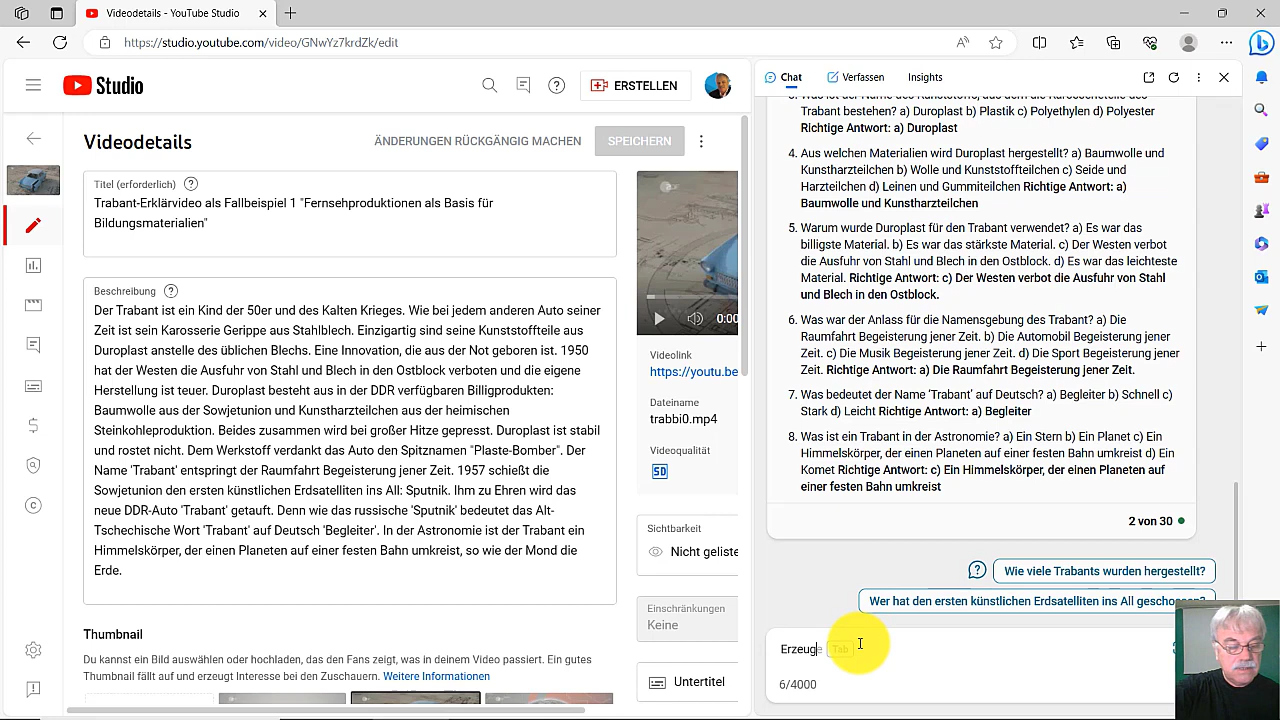 Videodetails - YouTube Studio
https://studio.youtube.com/video/GNwYz7krdZk/edit
Studio
ERSTELLEN
Videodetails
ÄNDERUNGEN RÜCKGÄNGIG MACHEN
SPEICHERN
Titel (erforderlich)
Trabant-Erklärvideo als Fallbeispiel 1 "Fernsehproduktionen als Basis für
Bildungsmaterialien"
Beschreibung
Der Trabant ist ein Kind der 50er und des Kalten Krieges. Wie bei jedem anderen Auto seiner
Zeit ist sein Karosserie Gerippe aus Stahlblech. Einzigartig sind seine Kunststoffteile aus
Duroplast anstelle des üblichen Blechs. Eine Innovation, die aus der Not geboren ist. 1950
hat der Westen die Ausfuhr von Stahl und Blech in den Ostblock verboten und die eigene
Herstellung ist teuer. Duroplast besteht aus in der DDR verfügbaren Billigprodukten:
Baumwolle aus der Sowjetunion und Kunstharzteilchen aus der heimischen
Steinkohleproduktion. Beides zusammen wird bei großer Hitze gepresst. Duroplast ist stabil
und rostet nicht. Dem Werkstoff verdankt das Auto den Spitznamen "Plaste-Bomber". Der
Name 'Trabant' entspringt der Raumfahrt Begeisterung jener Zeit. 1957 schießt die
Sowjetunion den ersten künstlichen Erdsatelliten ins All: Sputnik. Ihm zu Ehren wird das
neue DDR-Auto 'Trabant' getauft. Denn wie das russische 'Sputnik' bedeutet das Alt-
Tschechische Wort 'Trabant' auf Deutsch 'Begleiter'. In der Astronomie ist der Trabant ein
Himmelskörper, der einen Planeten auf einer festen Bahn umkreist, so wie der Mond die
Erde.
Thumbnail
Du kannst ein Bild auswählen oder hochladen, das den Fans zeigt, was in deinem Video passiert. Ein gutes
Thumbnail fällt auf und erzeugt Interesse bei den Zuschauern. Weitere Informationen
0:00
Videolink
https://youtu.be
Dateiname
trabbi0.mp4
Videoqualität
SD
Sichtbarkeit
Nicht geliste
Einschränkungen
Keine
Untertitel
Chat
Verfassen
Insights
Trabant bestehen? a) Duroplast b) Plastik c) Polyethylen d) Polyester
Richtige Antwort: a) Duroplast
4. Aus welchen Materialien wird Duroplast hergestellt? a) Baumwolle und
Kunstharzteilchen b) Wolle und Kunststoffteilchen c) Seide und
Harzteilchen d) Leinen und Gummiteilchen Richtige Antwort: a)
Baumwolle und Kunstharzteilchen
5. Warum wurde Duroplast für den Trabant verwendet? a) Es war das
billigste Material. b) Es war das stärkste Material. c) Der Westen verbot
die Ausfuhr von Stahl und Blech in den Ostblock. d) Es war das leichteste
Material. Richtige Antwort: c) Der Westen verbot die Ausfuhr von Stahl
und Blech in den Ostblock.
6. Was war der Anlass für die Namensgebung des Trabant? a) Die
Raumfahrt Begeisterung jener Zeit. b) Die Automobil Begeisterung jener
Zeit. c) Die Musik Begeisterung jener Zeit. d) Die Sport Begeisterung jener
Zeit. Richtige Antwort: a) Die Raumfahrt Begeisterung jener Zeit.
7. Was bedeutet der Name ‘Trabant’ auf Deutsch? a) Begleiter b) Schnell c)
Stark d) Leicht Richtige Antwort: a) Begleiter
8. Was ist ein Trabant in der Astronomie? a) Ein Stern b) Ein Planet c) Ein
Himmelskörper, der einen Planeten auf einer festen Bahn umkreist d) Ein
Komet Richtige Antwort: c) Ein Himmelskörper, der einen Planeten auf
einer festen Bahn umkreist
2 von 30
Wie viele Trabants wurden hergestellt?
Wer hat den ersten künstlichen Erdsatelliten ins All geschossen?
Erzeuge Tab
6/4000